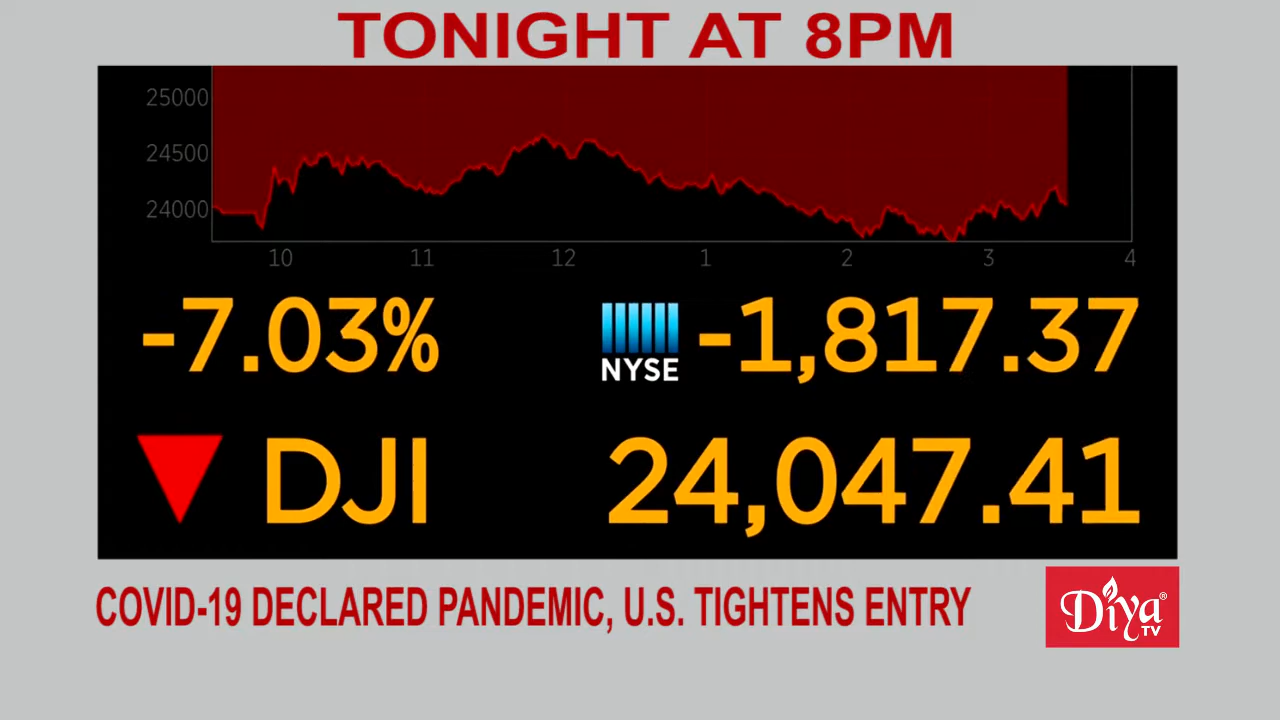 TONIGHT AT 8PM
25000
24500
24000
10 11 12 1 2 3 4
-7.03% NYSE -1,817.37
DJI 24,047.41
COVID-19 DECLARED PANDEMIC, U.S. TIGHTENS ENTRY
Diya®
TV